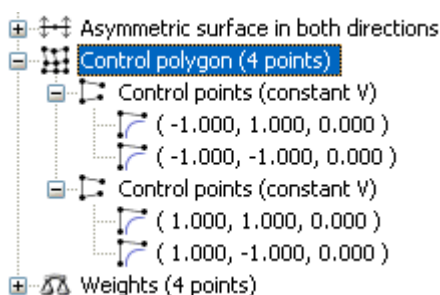 Asymmetric surface in both directions
Control polygon (4 points)
Control points (constant V)
( -1.000, 1.000, 0.000 )
( -1.000, -1.000, 0.000 )
Control points (constant V)
( 1.000, 1.000, 0.000 )
( 1.000, -1.000, 0.000 )
Weights (4 points)